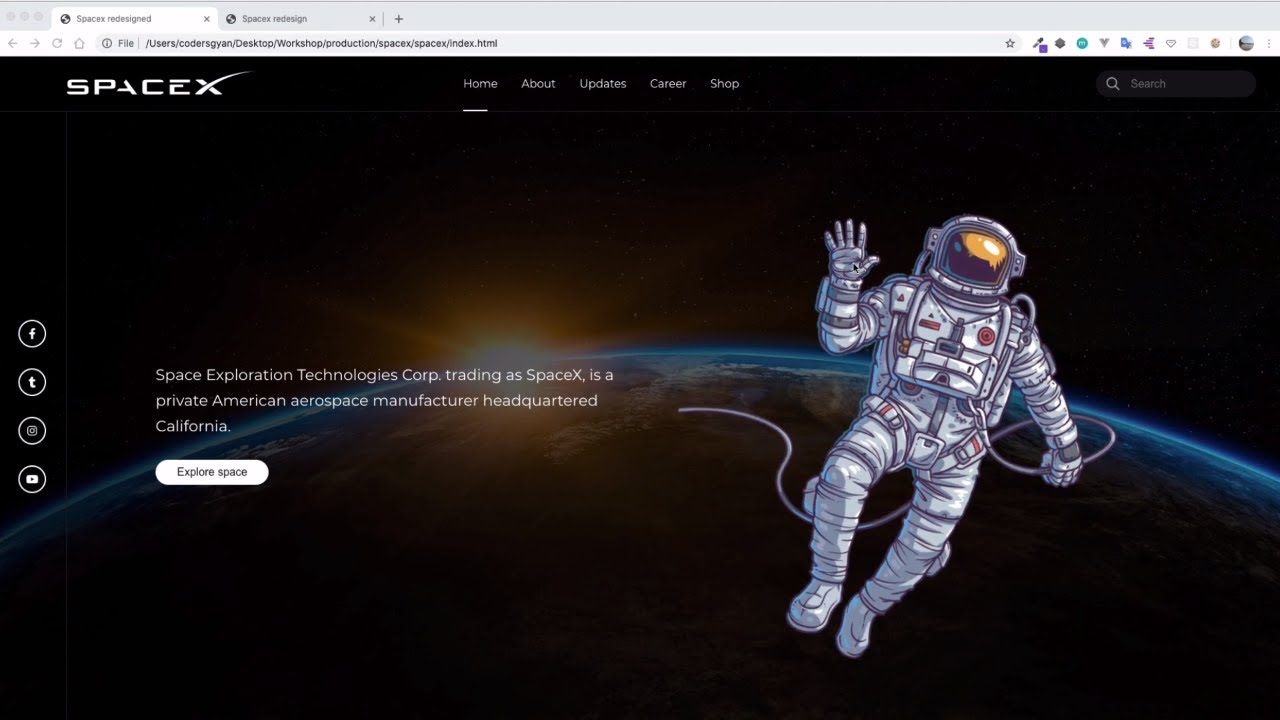 Spacex redesigned
Spacex redesign
File
/Users/codersgyan/Desktop/Workshop/production/spacex/spacex/index.html
SPACEX
Home
About
Updates
Career
Shop
Search
Space Exploration Technologies Corp. trading as SpaceX, is a
private American aerospace manufacturer headquartered
California.
Explore space